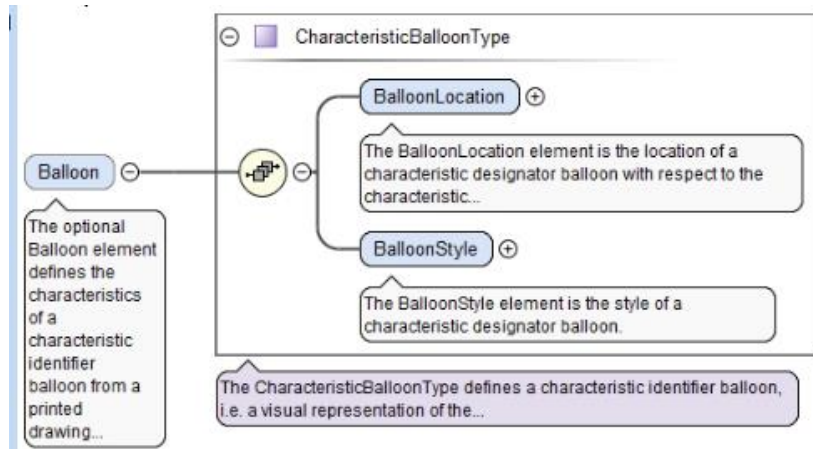 CharacteristicBalloonType
BalloonLocation
The BalloonLocation element is the location of a
characteristic designator balloon with respect to the
characteristic...
Balloon
The optional
Balloon element
defines the
characteristics
of a
characteristic
identifier
balloon from a
printed
drawing...
BalloonStyle
The BalloonStyle element is the style of a
characteristic designator balloon.
The CharacteristicBalloonType defines a characteristic identifier balloon,
i.e. a visual representation of the...